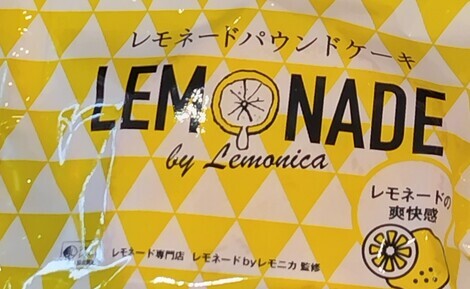 レモネードパウンドケーキ
LEMONADE
by Lemonica
レモネードの
爽快感
レモネード専門店 レモネードbyレモニカ 監修